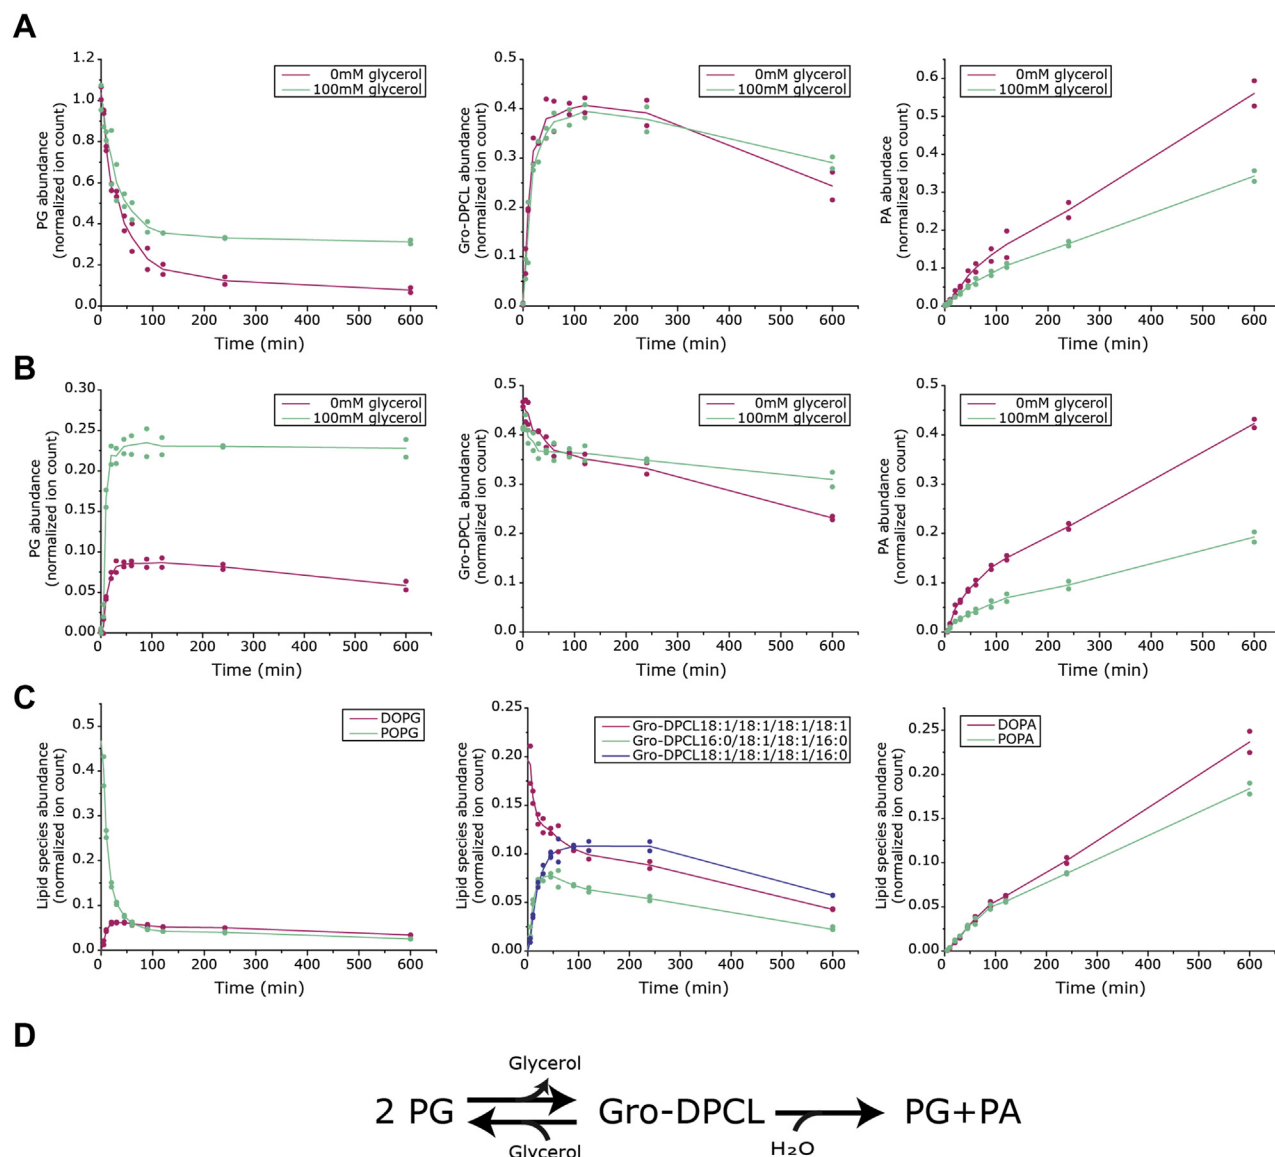 A
PG abundance
(normalized ion count)
1.2
1.0
0.8
0.6
0.4
0.2
0.0
0 100 200 300 400 500 600
Time (min)
0mM glycerol
100mM glycerol
Gro-DPCL abundance
(normalized ion count)
0.5
0.4
0.3
0.2
0.1
0.0
0 100 200 300 400 500 600
Time (min)
0mM glycerol
100mM glycerol
PA abundace
(normalized ion count)
0.6
0.5
0.4
0.3
0.2
0.1
0.0
0 100 200 300 400 500 600
Time (min)
0mM glycerol
100mM glycerol
B
PG abundance
(normalized ion count)
0.30
0.25
0.20
0.15
0.10
0.05
0.00
0 100 200 300 400 500 600
Time (min)
0mM glycerol
100mM glycerol
Gro-DPCL abundance
(normalized ion count)
0.5
0.4
0.3
0.2
0.1
0.0
0 100 200 300 400 500 600
Time (min)
0mM glycerol
100mM glycerol
PA abundance
(normalized ion count)
0.5
0.4
0.3
0.2
0.1
0.0
0 100 200 300 400 500 600
Time (min)
0mM glycerol
100mM glycerol
C
Lipid species abundance
(normalized ion count)
0.5
0.4
0.3
0.2
0.1
0.0
0 100 200 300 400 500 600
Time (min)
DOPG
POPG
Lipid species abundance
(normalized ion count)
0.25
0.20
0.15
0.10
0.05
0.00
0 100 200 300 400 500 600
Time (min)
Gro-DPCL18:1/18:1/18:1/18:1
Gro-DPCL16:0/18:1/18:1/16:0
Gro-DPCL18:1/18:1/18:1/16:0
Lipid species abundance
(normalized ion count)
0.25
0.20
0.15
0.10
0.05
0.00
0 100 200 300 400 500 600
Time (min)
DOPA
POPA
D
Glycerol
2 PG Gro-DPCL PG+PA
Glycerol H₂O